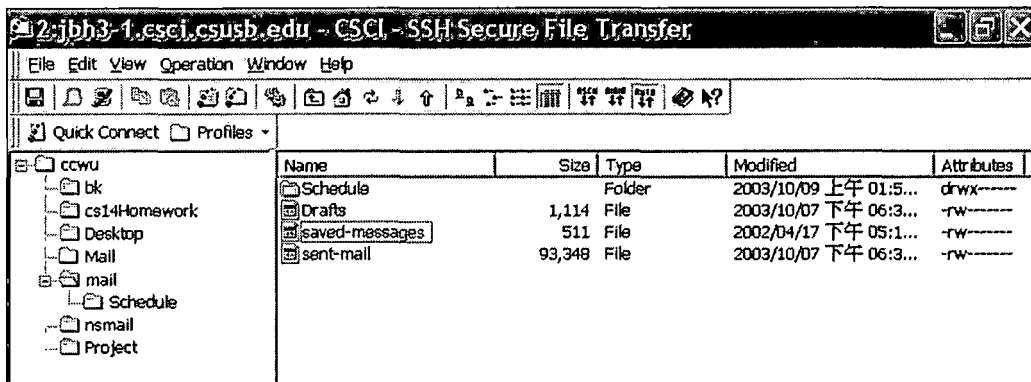 2:jbh3-1.csci.csusb.edu - CSCI - SSH Secure File Transfer
File Edit View Operation Window Help
Quick Connect Profiles
ccwu
bk
cs14Homework
Desktop
Mail
mail
Schedule
nsmail
Project
Name Size Type Modified Attributes
Schedule Folder 2003/10/09 上午 01:5... drwx------
Drafts 1,114 File 2003/10/07 下午 06:3... -rw-------
saved-messages 511 File 2002/04/17 下午 05:1... -rw-------
sent-mail 93,348 File 2003/10/07 下午 06:3... -rw-------